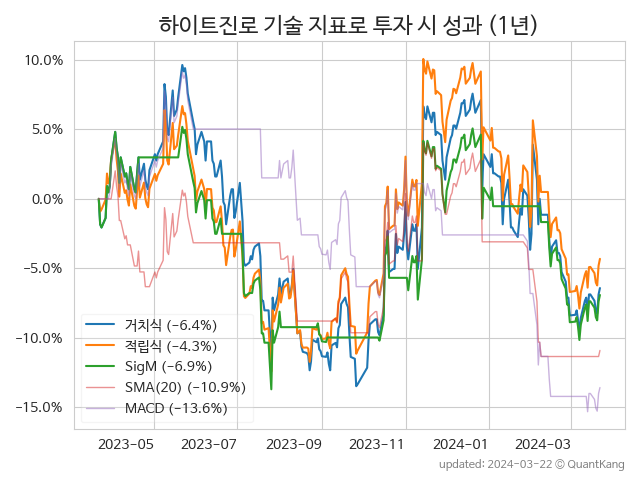 하이트진로 기술 지표로 투자 시 성과 (1년)
10.0%
5.0%
0.0%
−5.0%
−10.0%
−15.0%
거치식 (−6.4%)
적립식 (−4.3%)
SigM (−6.9%)
SMA(20) (−10.9%)
MACD (−13.6%)
2023−05 2023−07 2023−09 2023−11 2024−01 2024−03
updated: 2024−03−22 © QuantKang